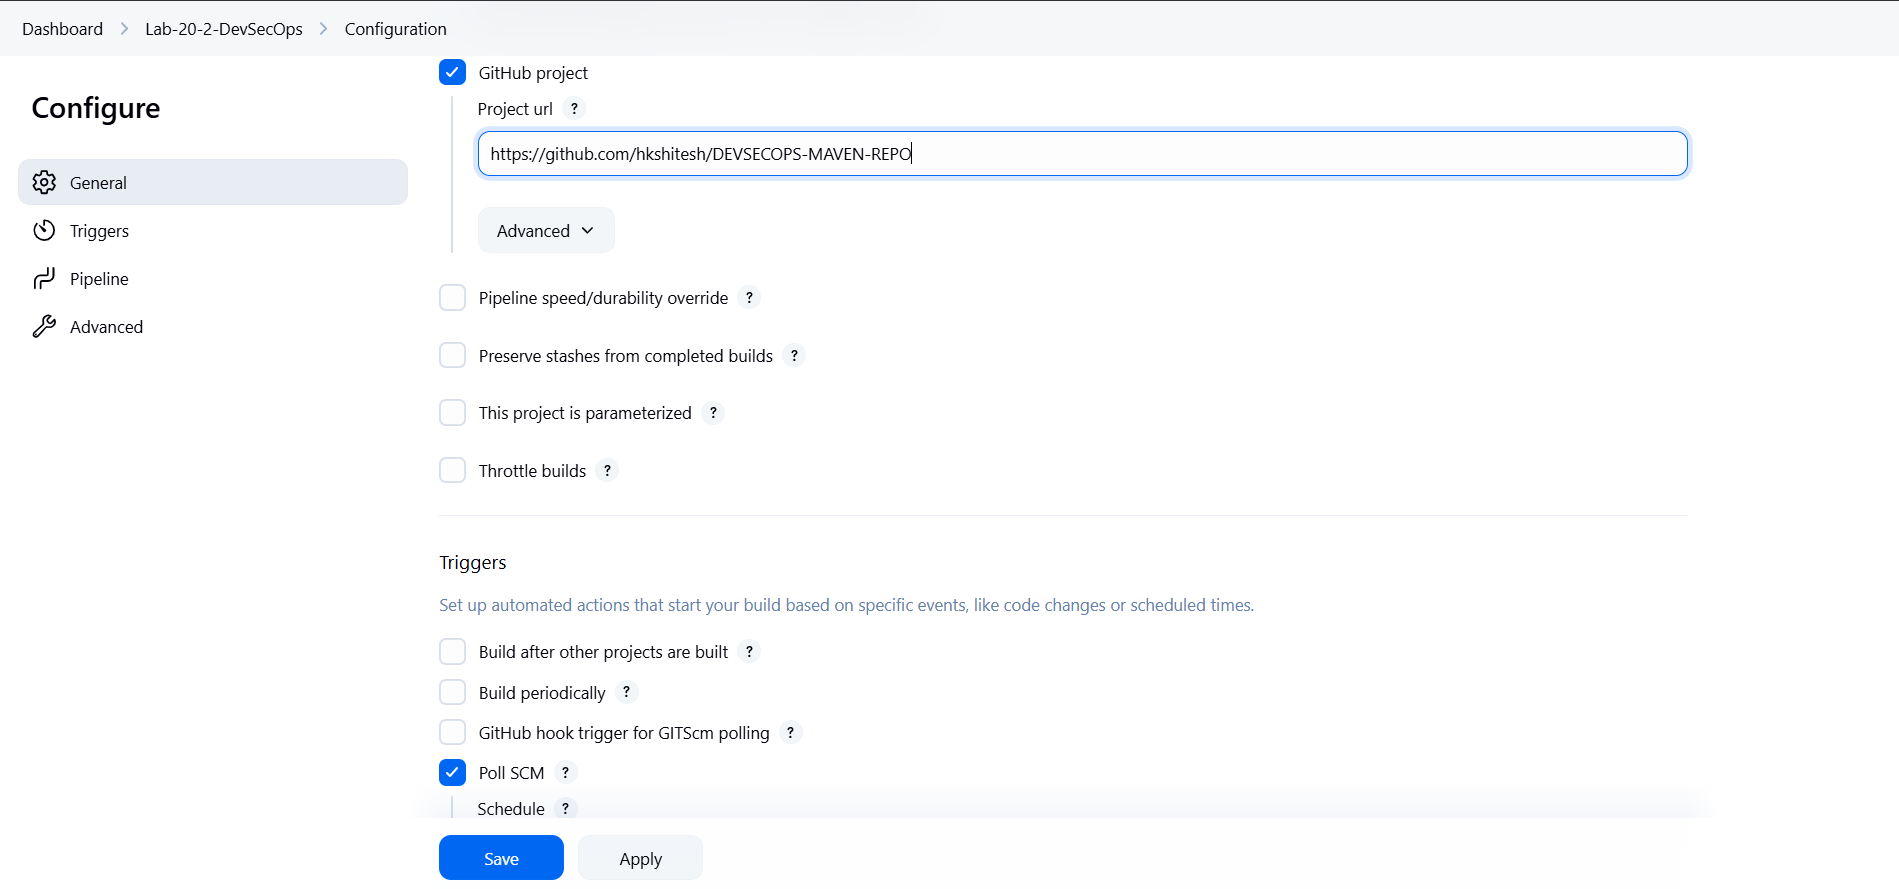 Dashboard > Lab-20-2-DevSecOps > Configuration
Configure
General
Triggers
Pipeline
Advanced
GitHub project
Project url ?
https://github.com/hkshitesh/DEVSECOPS-MAVEN-REPO
Advanced
Pipeline speed/durability override ?
Preserve stashes from completed builds ?
This project is parameterized ?
Throttle builds ?
Triggers
Set up automated actions that start your build based on specific events, like code changes or scheduled times.
Build after other projects are built ?
Build periodically ?
GitHub hook trigger for GITScm polling ?
Poll SCM ?
Schedule ?
Save Apply